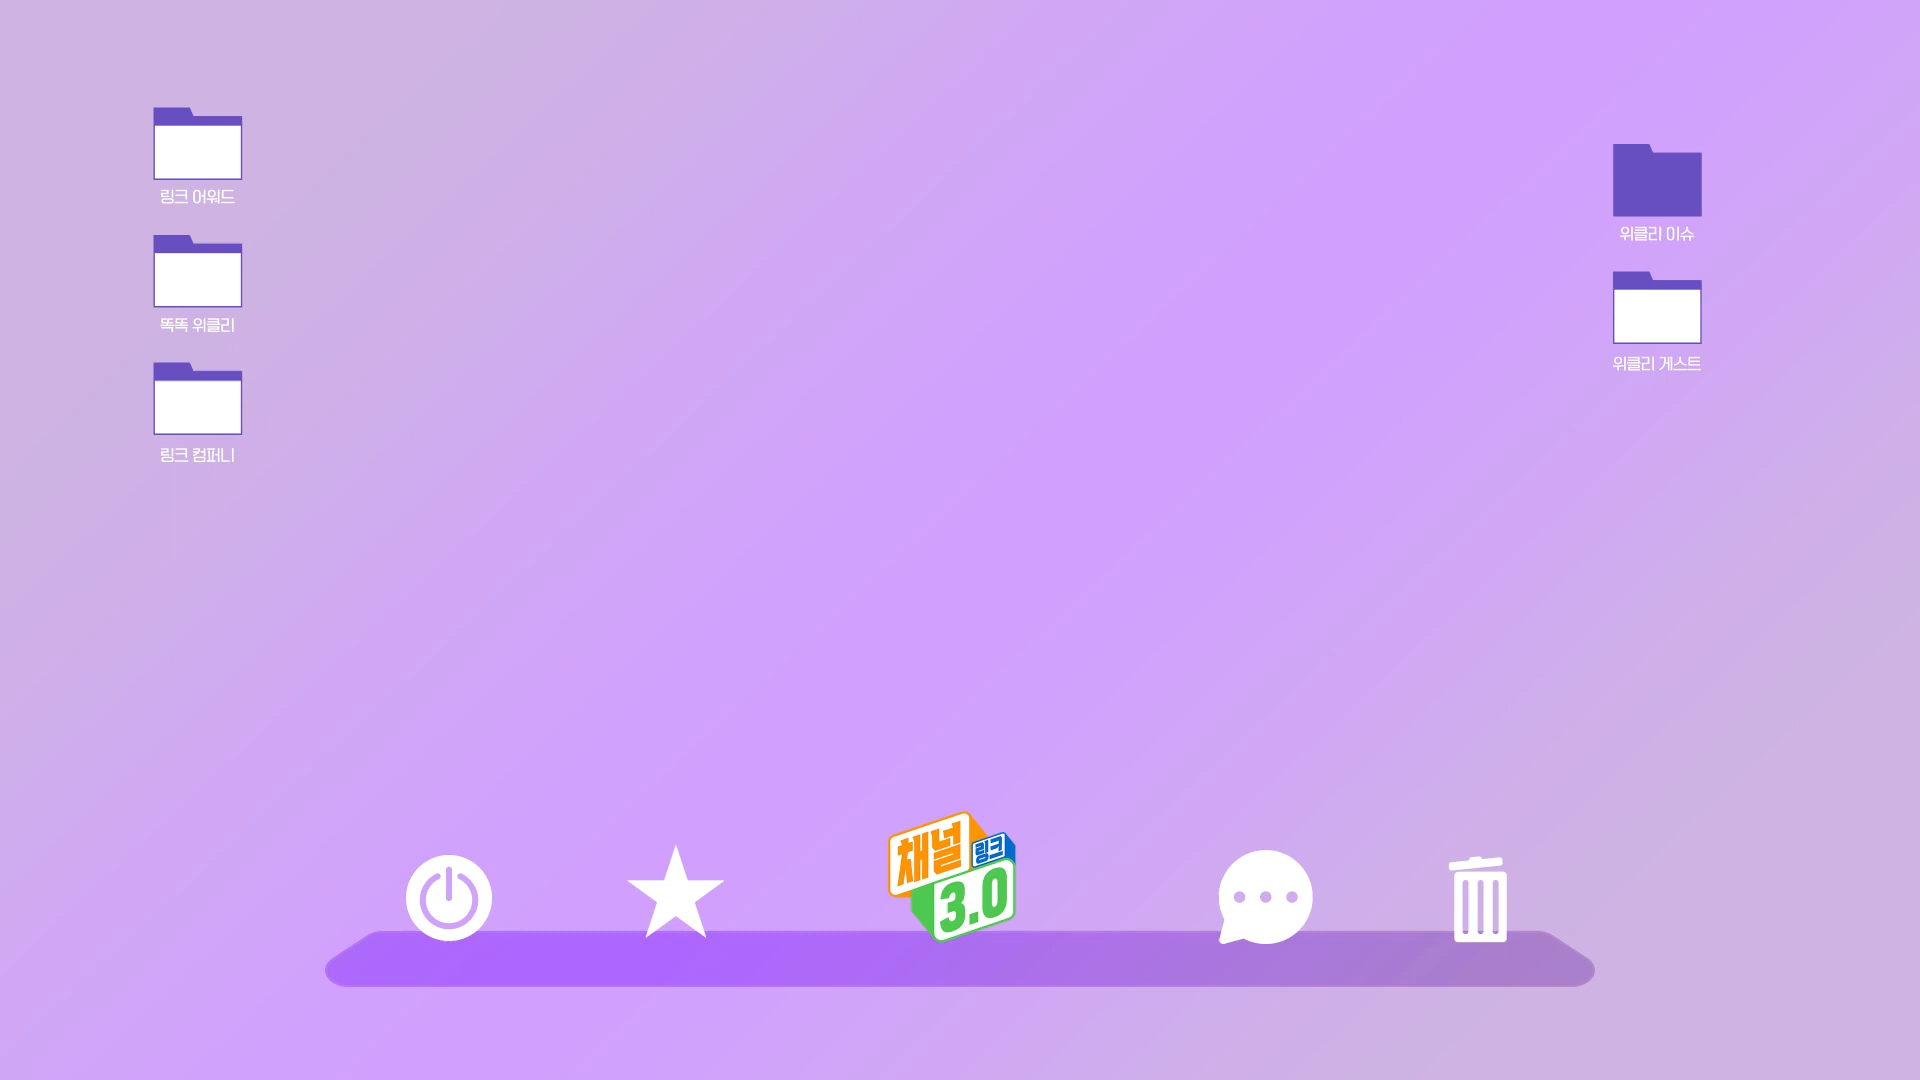 링크 어워드
똑똑 위클리
링크 컴퍼니
위클리 이슈
위클리 게스트
채널
링크
3.0